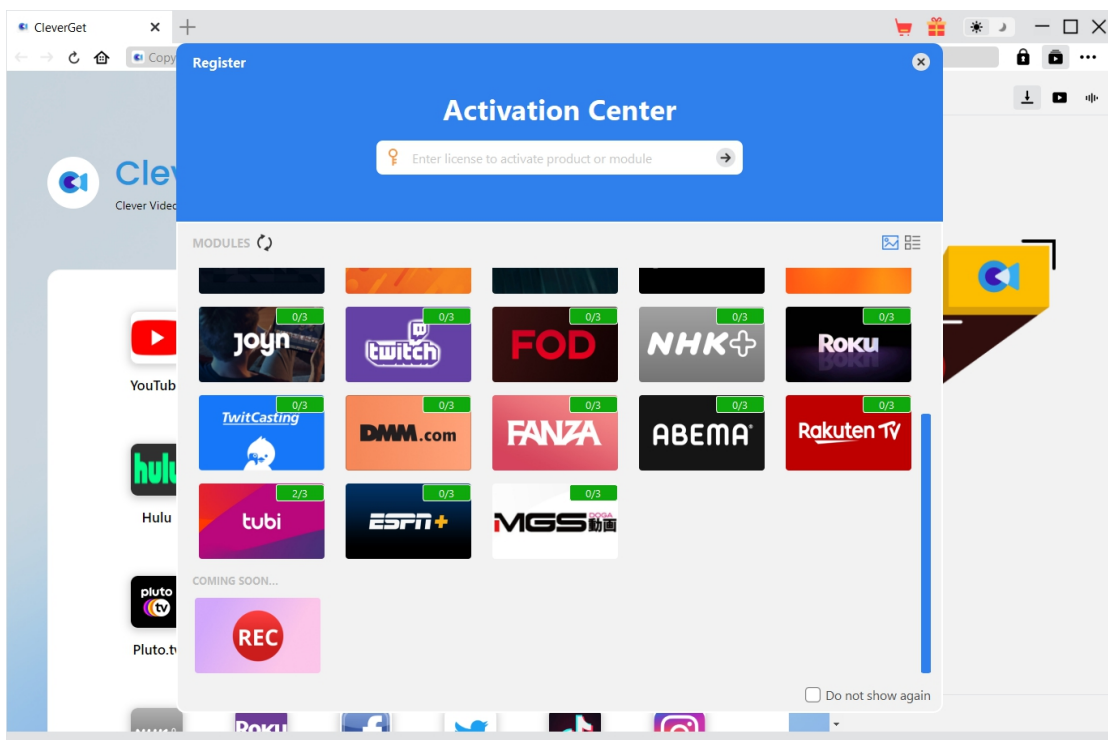 CleverGet
Copy
Register
Activation Center
Enter license to activate product or module
Clever Video
MODULES
0/3
0/3
0/3
0/3
0/3
Joyn
twitch
FOD
NHK+
ROKU
YouTub
0/3
0/3
0/3
0/3
0/3
TwitCasting
DMM.com
FANZA
ABEMA
Rakuten TV
hulu
2/3
0/3
0/3
tubi
ESPN+
DOGA
MGS動画
Hulu
COMING SOON...
pluto
tv
REC
Pluto.tv
Do not show again
ROKU